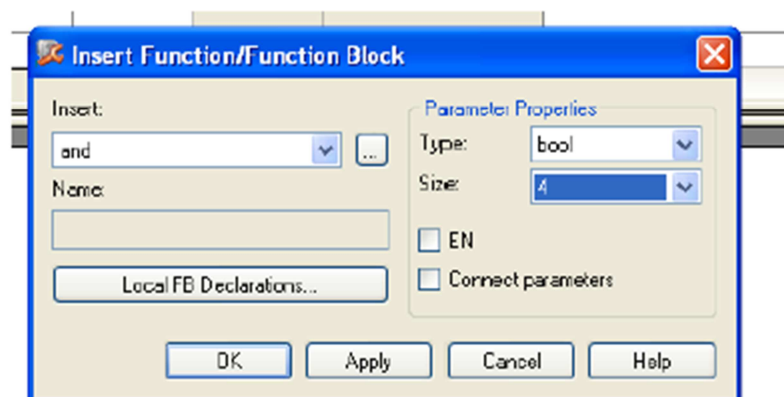 Insert Function/Function Block
Insert:
and
...
Name:
Local FB Declarations...
Parameter Properties
Type: bool
Size: 4
EN
Connect parameters
OK Apply Cancel Help